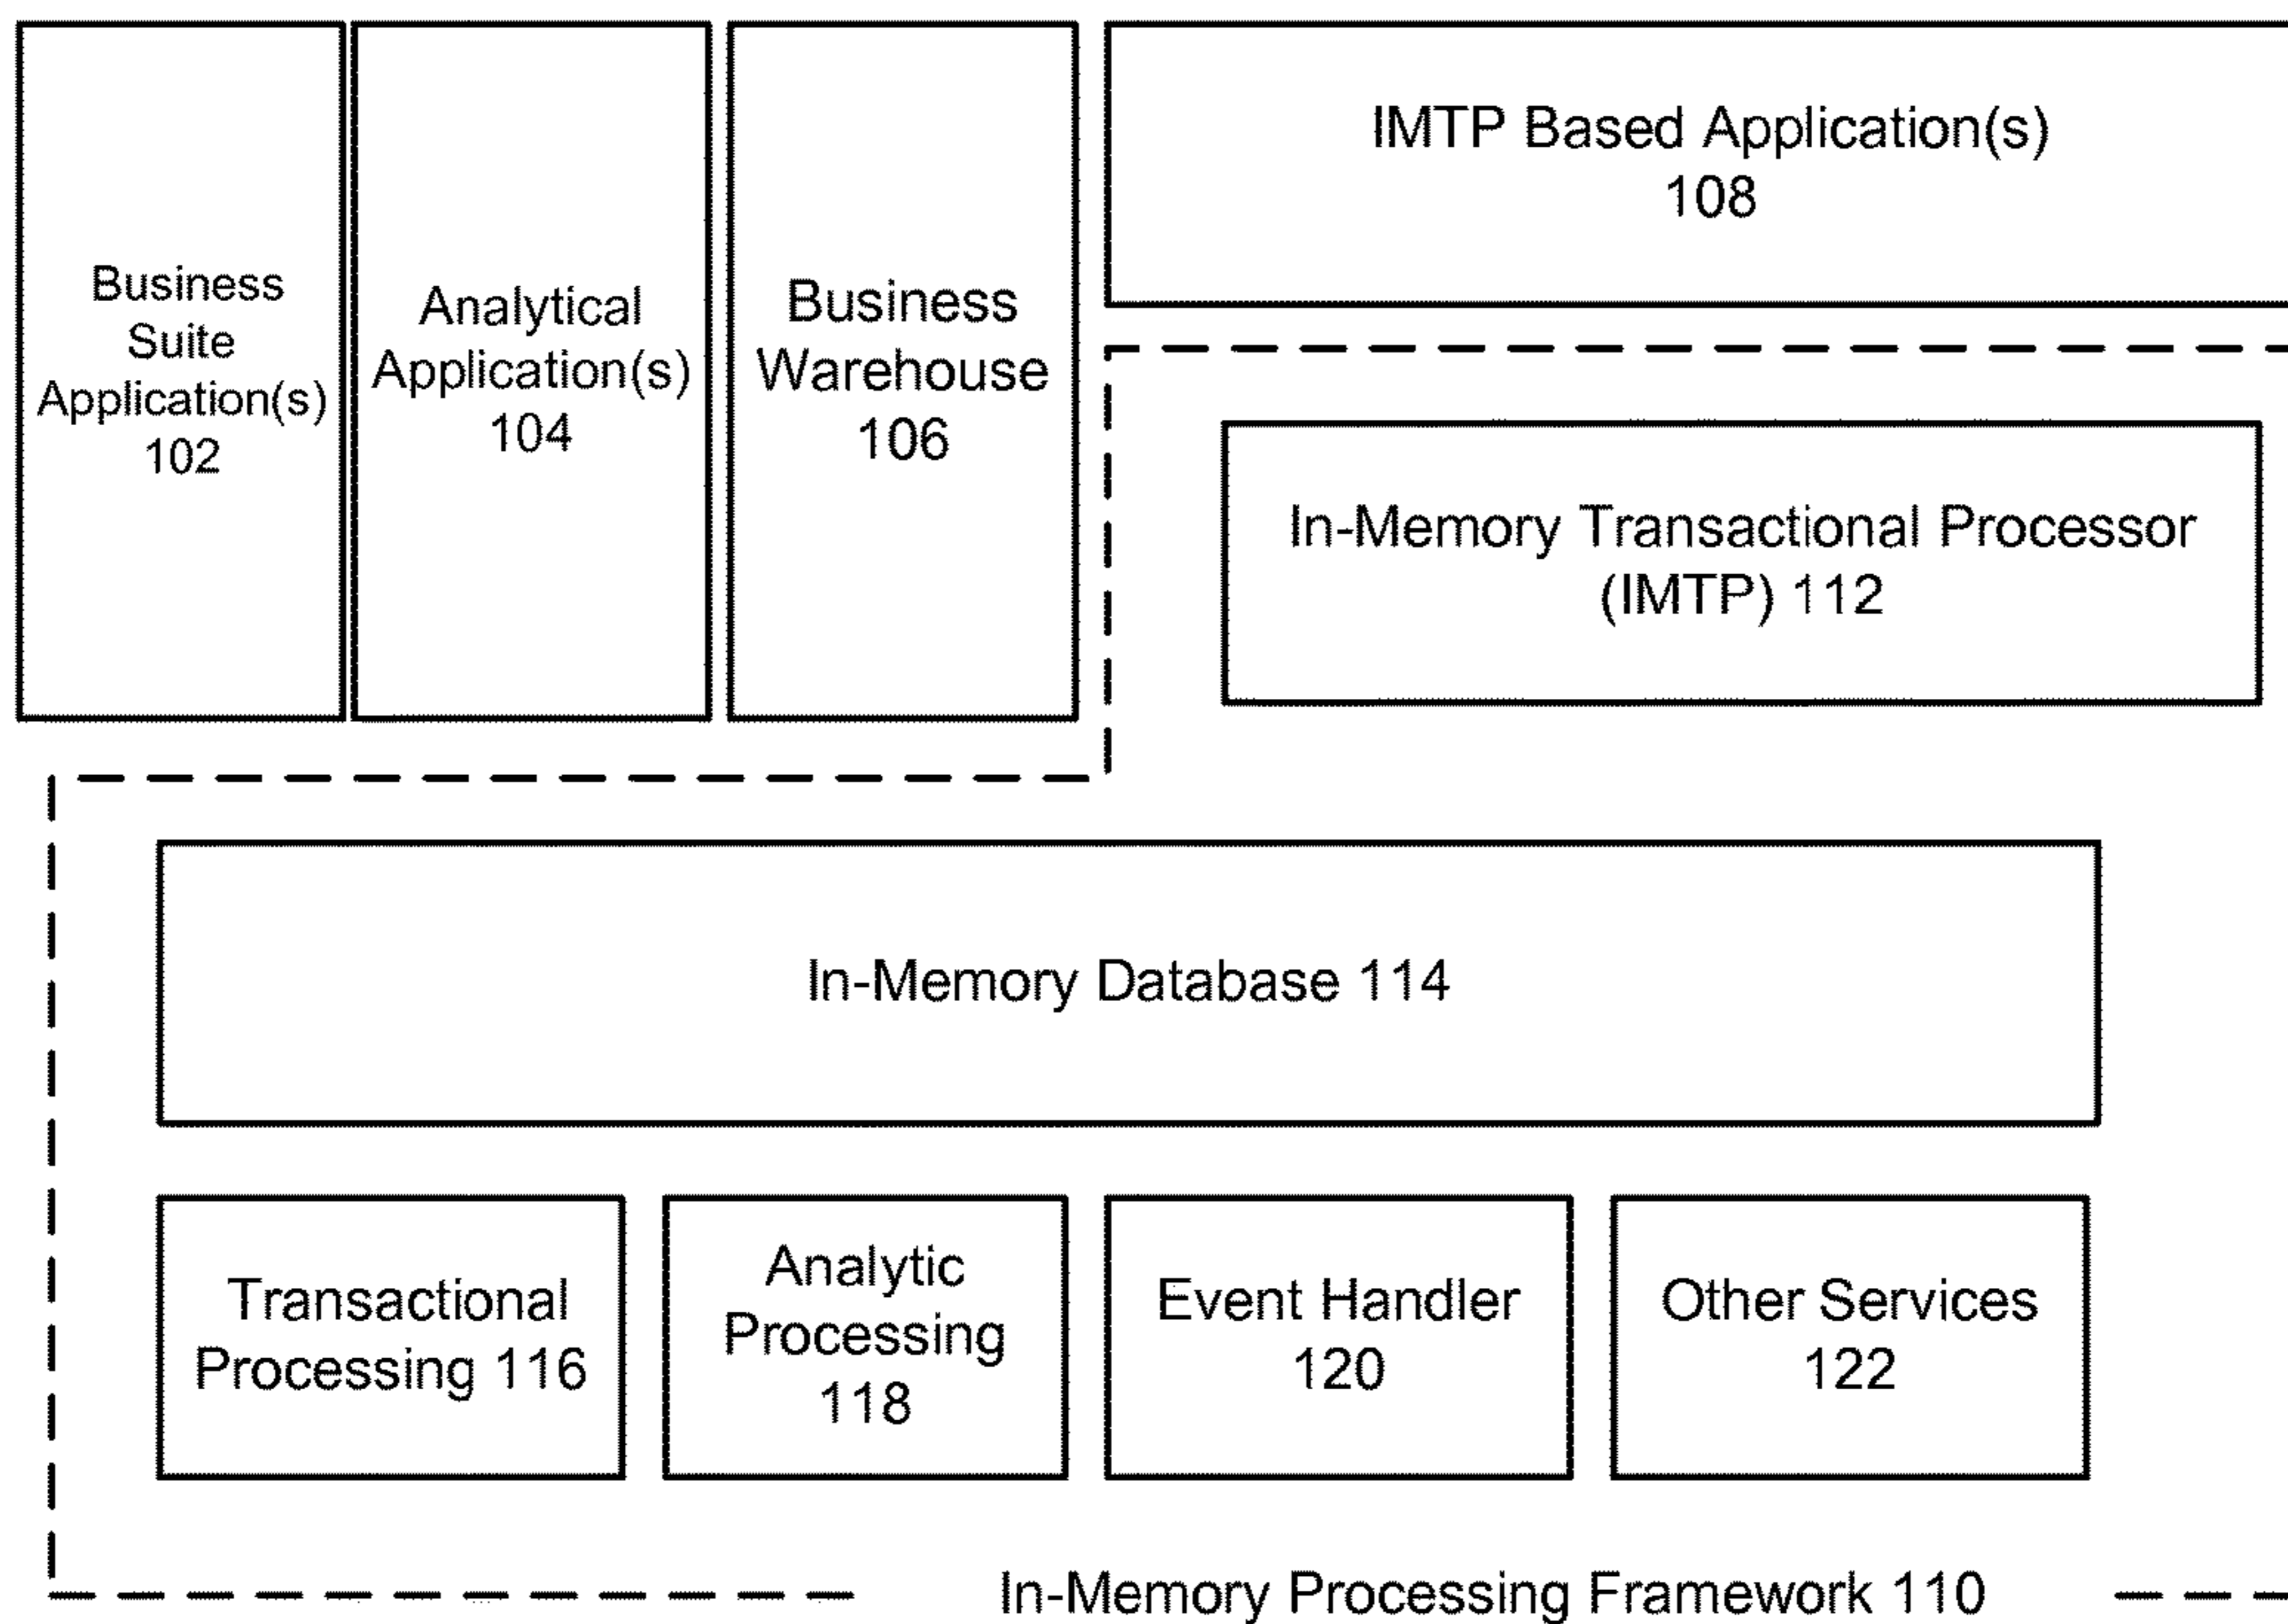 Business
Suite
Application(s)
102
Analytical
Application(s)
104
Business
Warehouse
106
IMTP Based Application(s)
108
In-Memory Transactional Processor
(IMTP) 112
In-Memory Database 114
Transactional
Processing 116
Analytic
Processing
118
Event Handler
120
Other Services
122
In-Memory Processing Framework 110